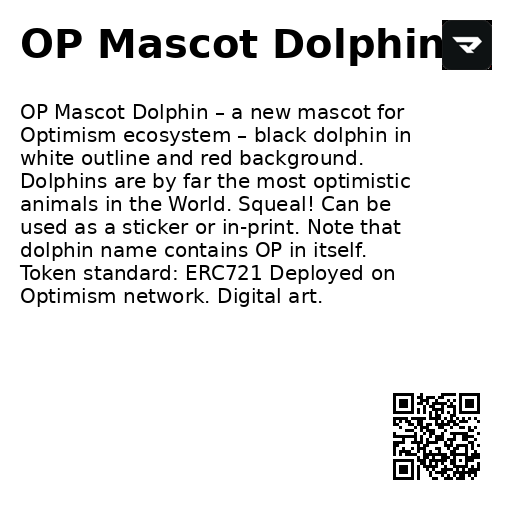 OP Mascot Dolphin
OP Mascot Dolphin – a new mascot for
Optimism ecosystem – black dolphin in
white outline and red background.
Dolphins are by far the most optimistic
animals in the World. Squeal! Can be
used as a sticker or in-print. Note that
dolphin name contains OP in itself.
Token standard: ERC721 Deployed on
Optimism network. Digital art.